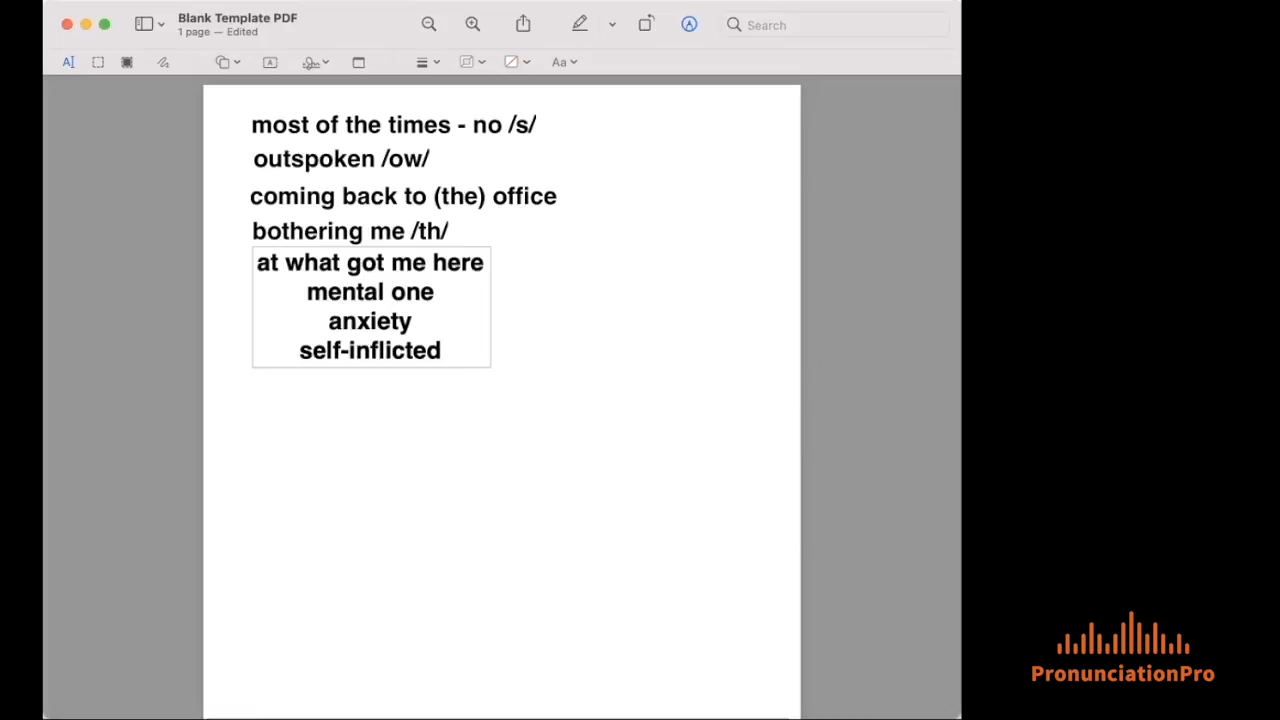 Blank Template PDF
1 page — Edited
Search
Aa
most of the times - no /s/
outspoken /ow/
coming back to (the) office
bothering me /th/
at what got me here
mental one
anxiety
self-inflicted
PronunciationPro